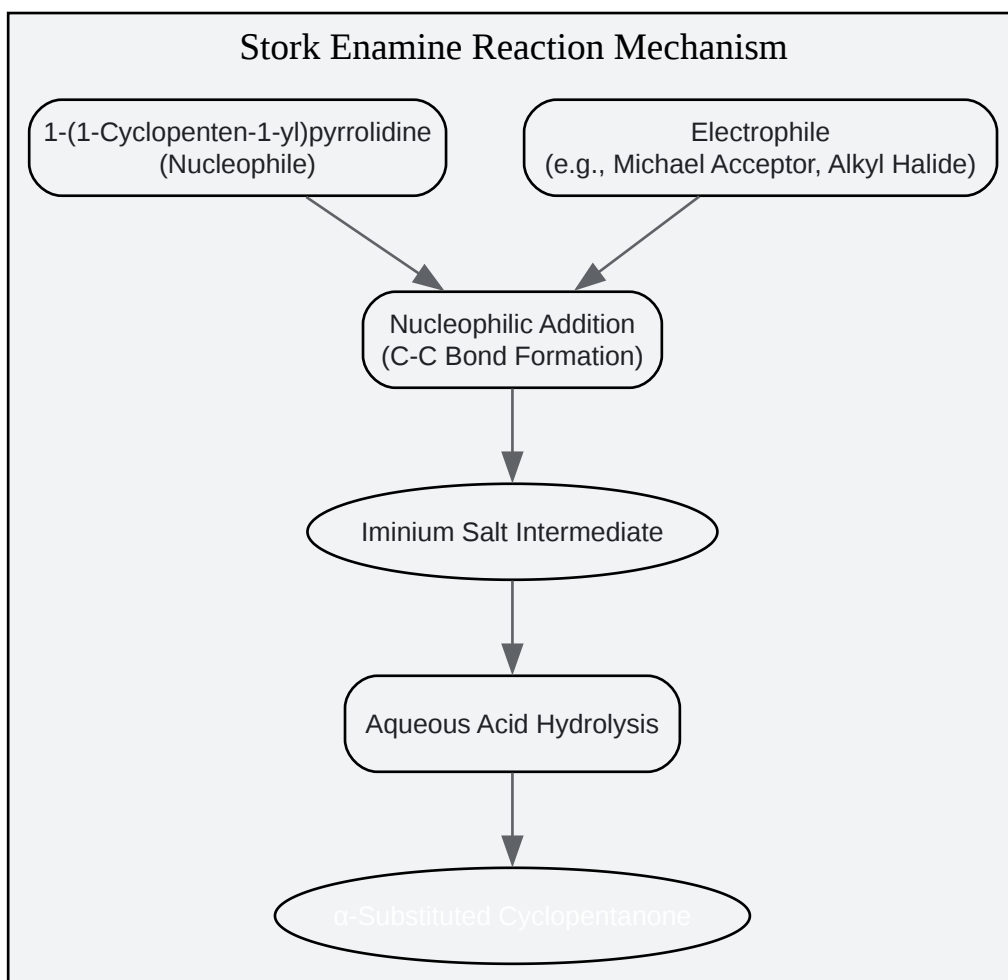 Stork Enamine Reaction Mechanism
1-(1-Cyclopenten-1-yl)pyrrolidine
(Nucleophile)
Electrophile
(e.g., Michael Acceptor, Alkyl Halide)
Nucleophilic Addition
(C-C Bond Formation)
Iminium Salt Intermediate
Aqueous Acid Hydrolysis
α-Substituted Cyclopentanone